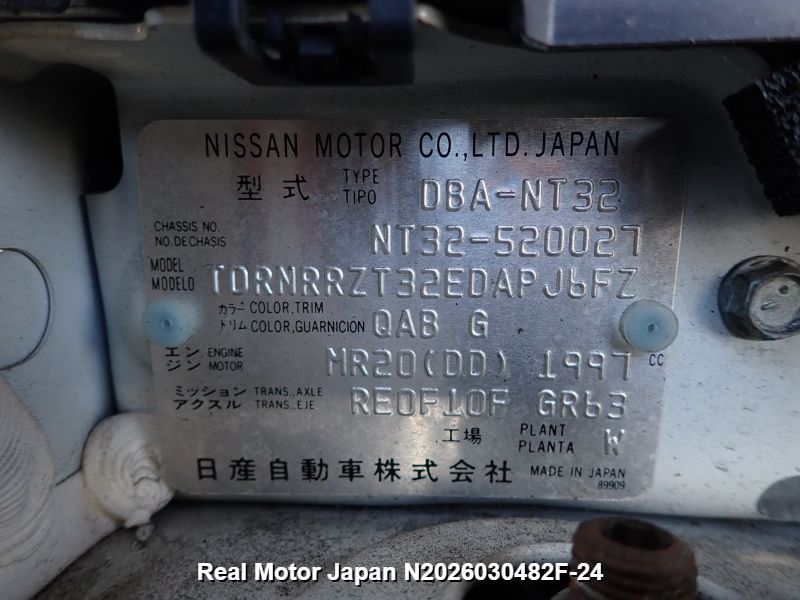 NISSAN MOTOR CO.,LTD. JAPAN
型式 TYPE TIPO DBA-NT32
CHASSIS NO. NO.DE CHASIS NT32-520027
MODEL MODELO TDRNRRZT32EDAPJ6FZ
カラー COLOR,TRIM
トリム COLOR,GUARNICION QAB G
エンジン ENGINE MOTOR MR20(DD) 1997 CC
ミッション TRANS.,AXLE
アクスル TRANS.,EJE RE0F10F GR63
工場 PLANT PLANTA W
日産自動車株式会社 MADE IN JAPAN
89909
Real Motor Japan N2026030482F-24